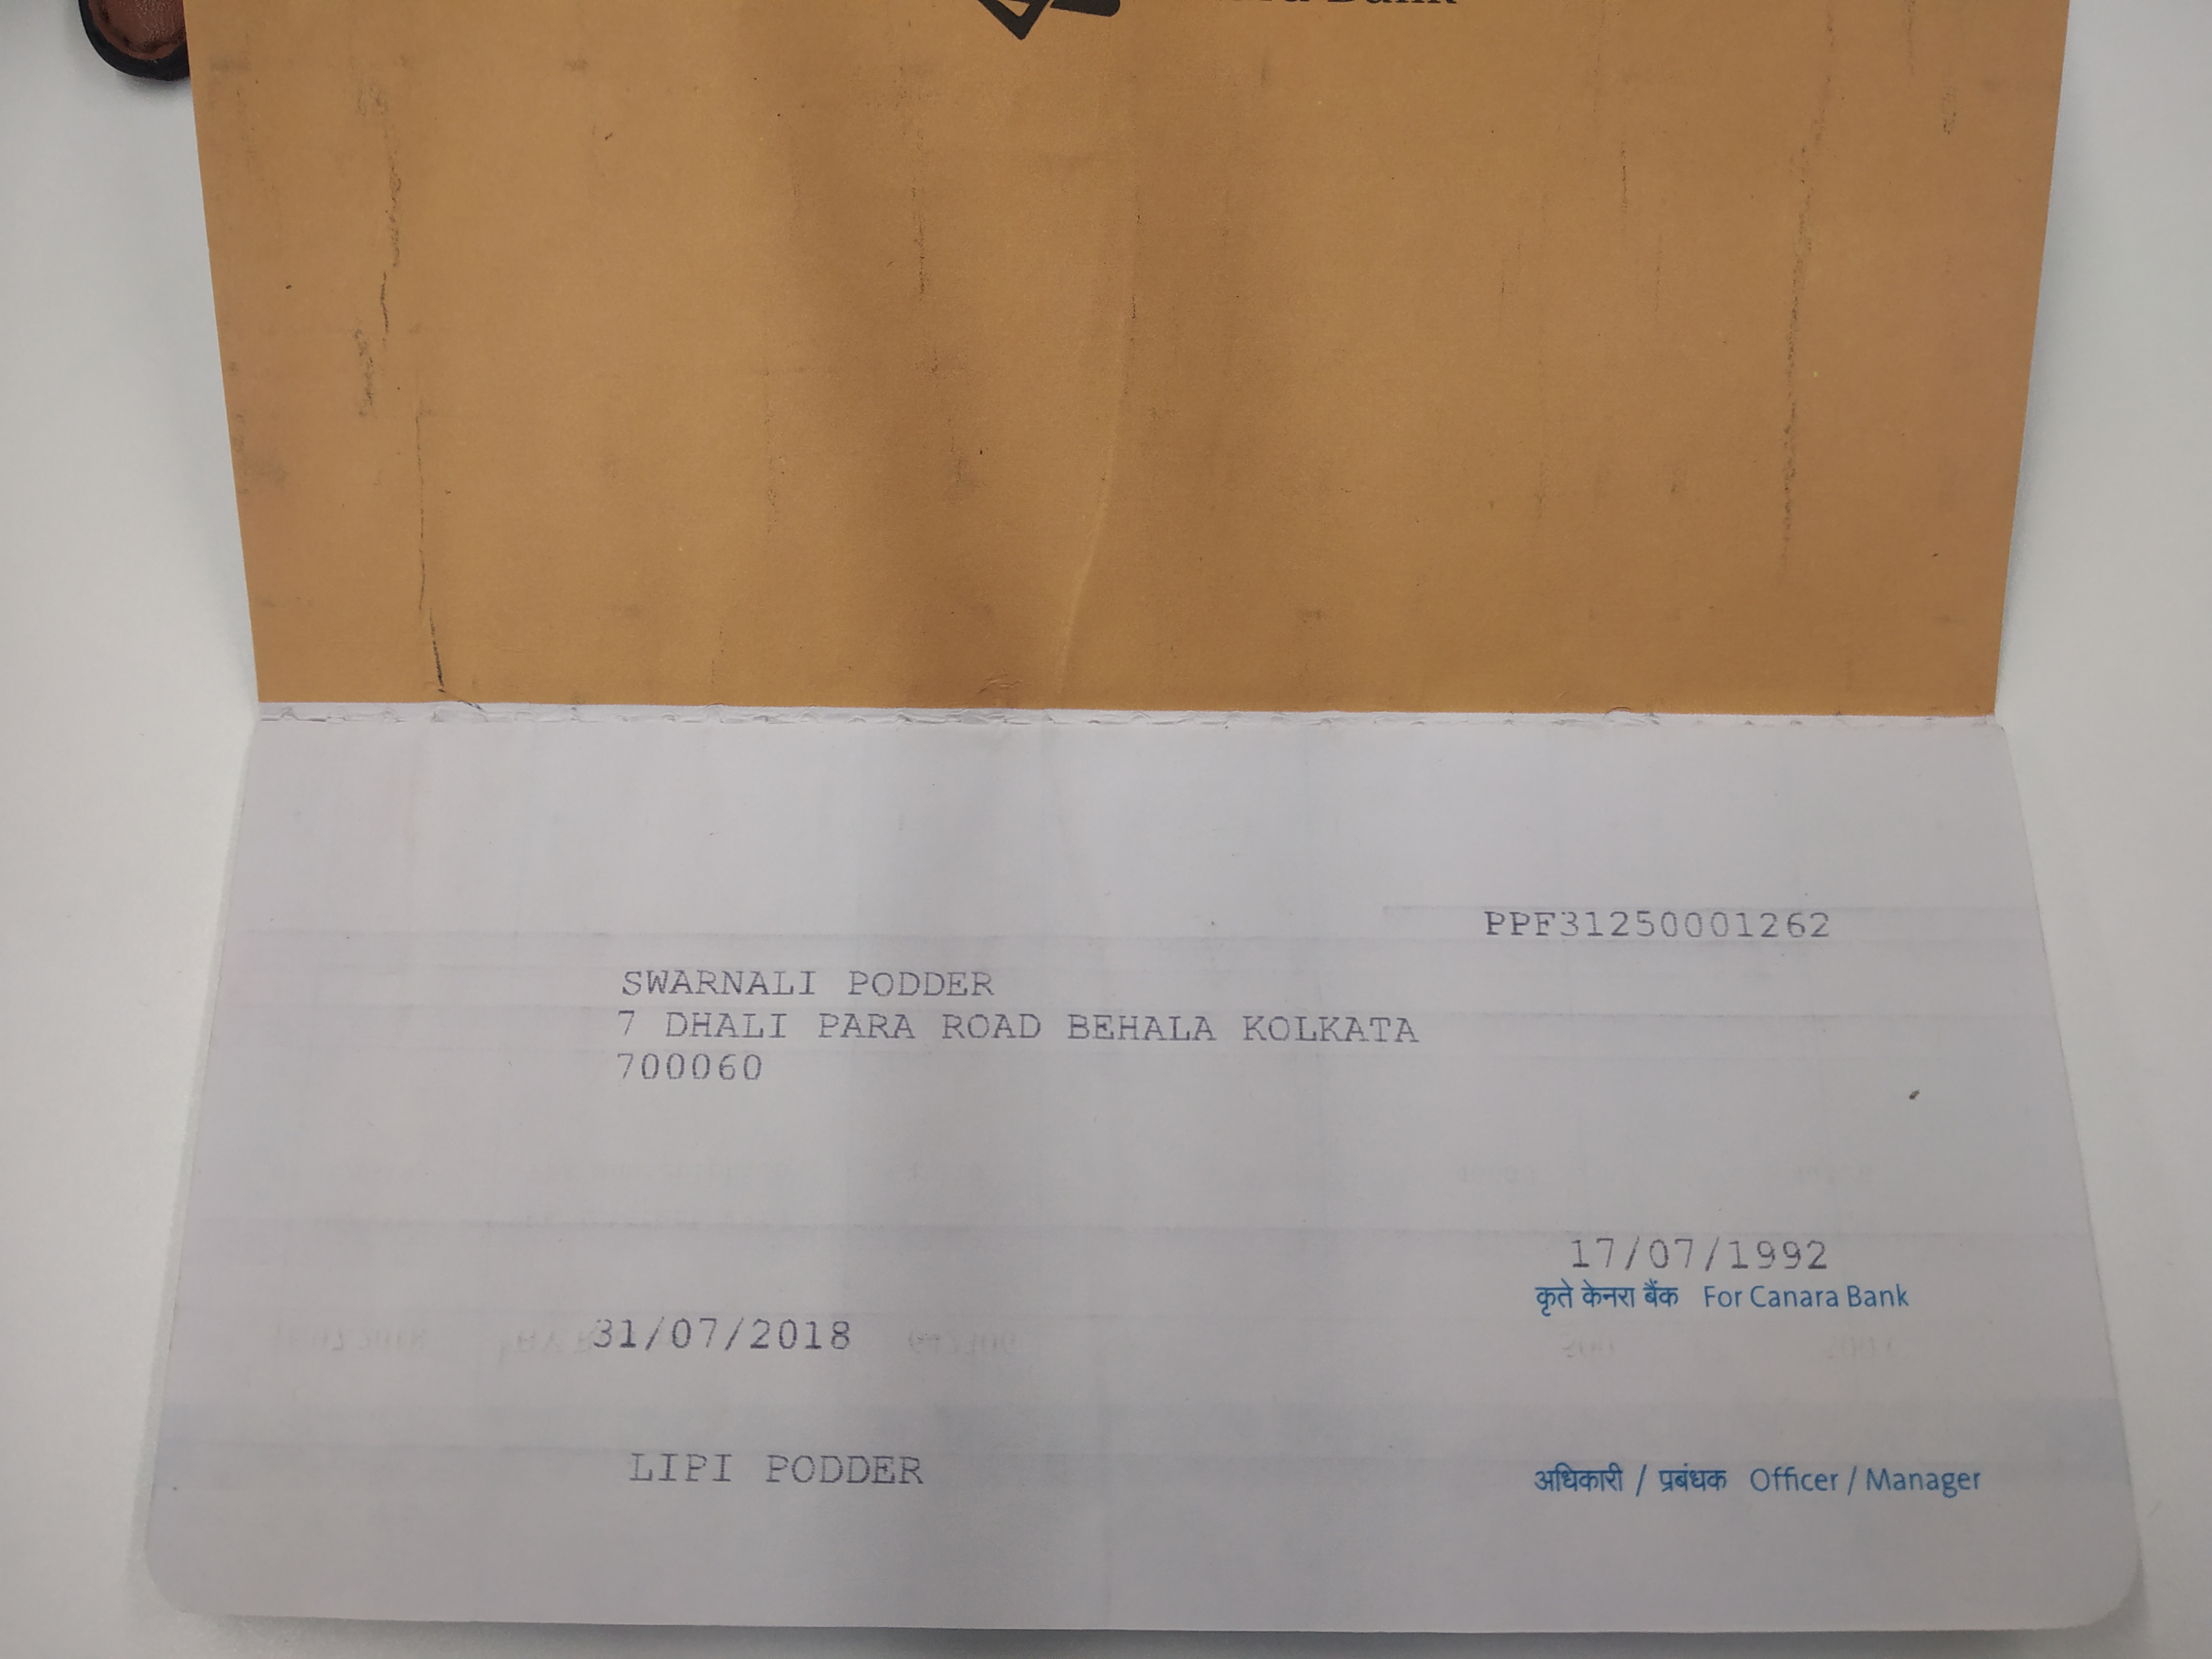 Bank
PPF31250001262
SWARNALI PODDER
7 DHALI PARA ROAD BEHALA KOLKATA
700060
17/07/1992
कृते केनरा बैंक For Canara Bank
31/07/2018
LIPI PODDER
अधिकारी / प्रबंधक Officer / Manager